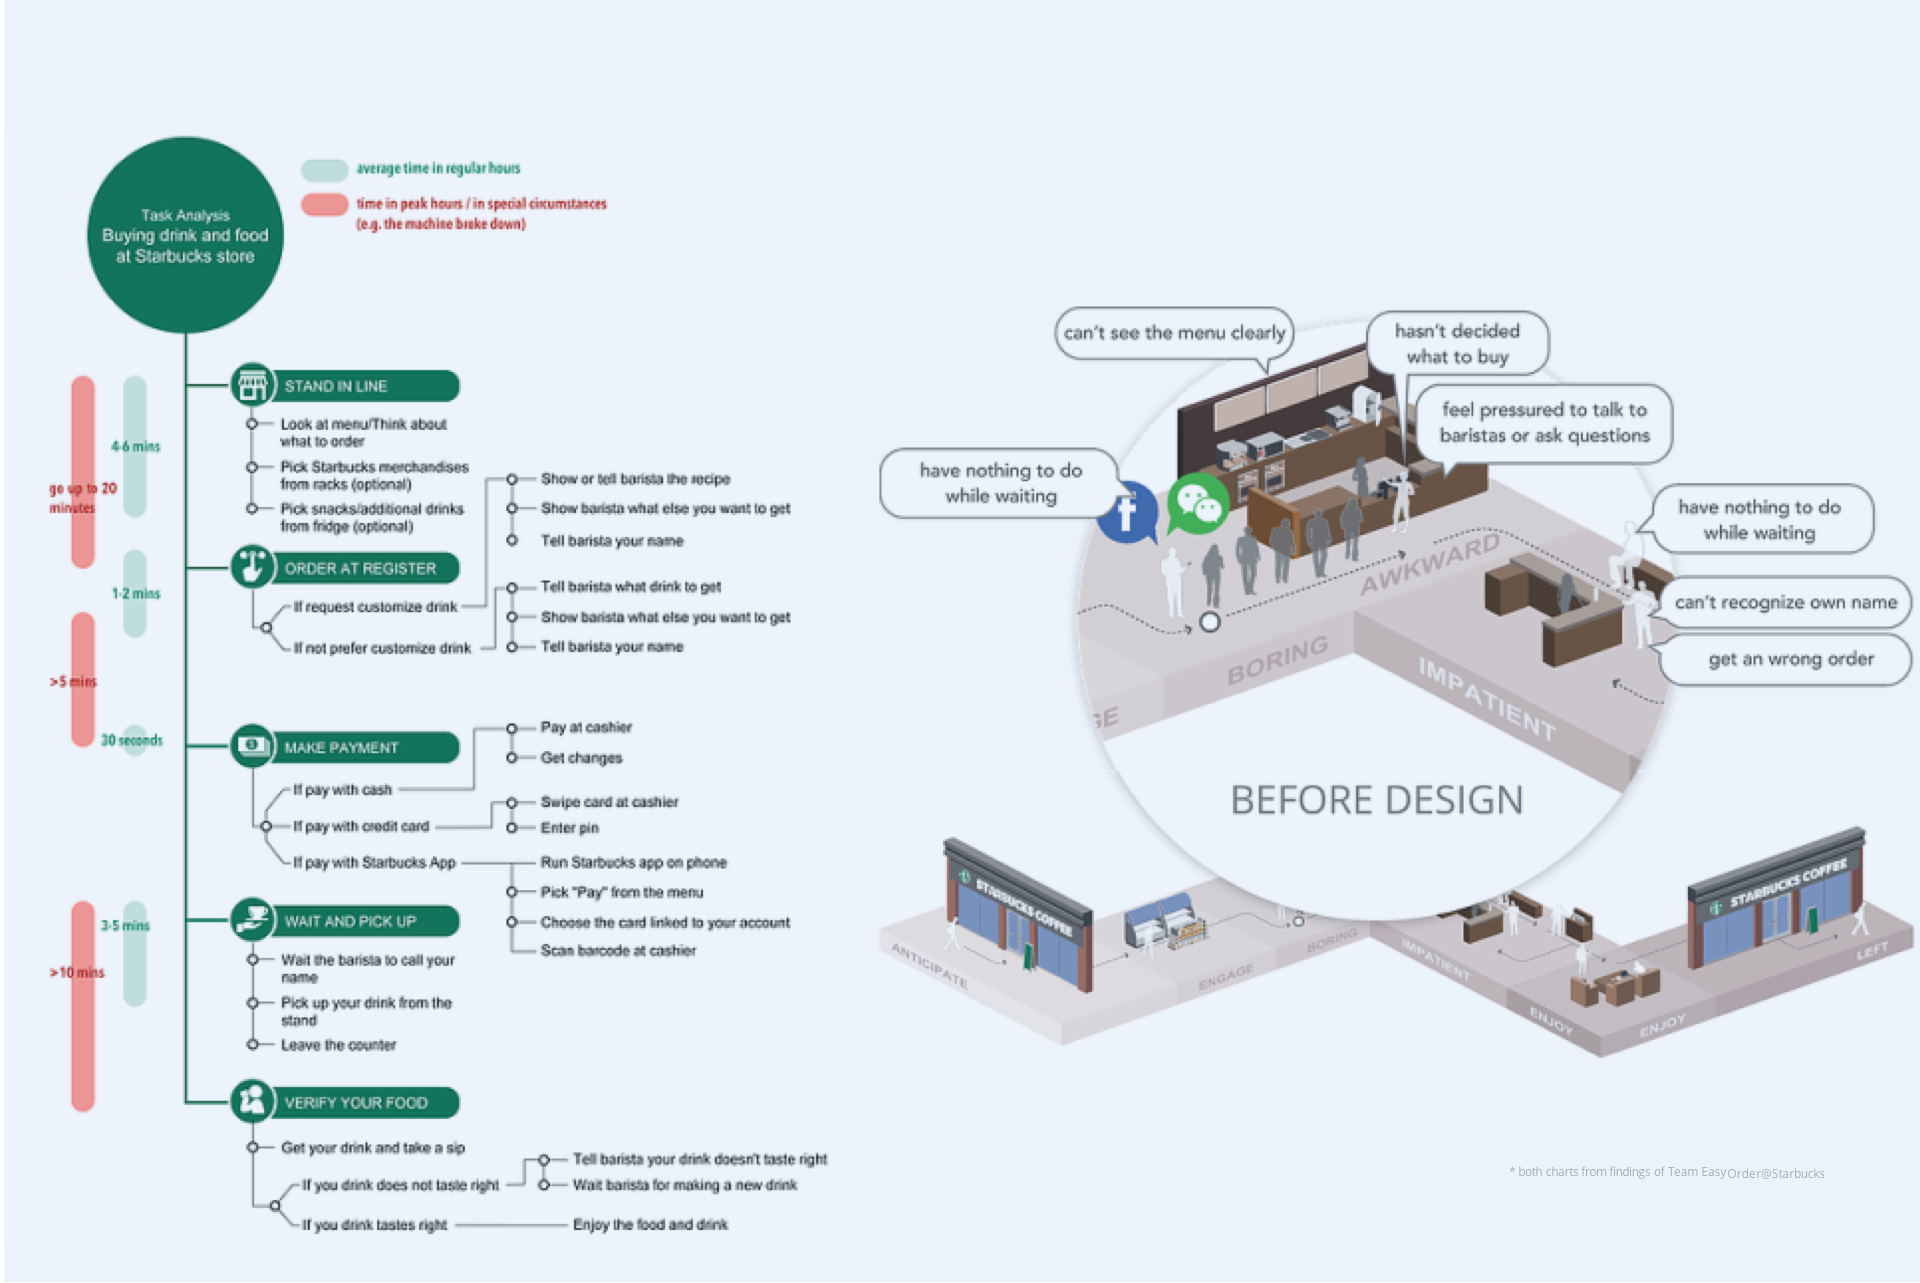 Task Analysis
Buying drink and food
at Starbucks store
average time in regular hours
time in peak hours / in special circumstances
(e.g. the machine broke down)
STAND IN LINE
Look at menu/Think about
what to order
Pick Starbucks merchandises
from racks (optional)
Pick snacks/additional drinks
from fridge (optional)
4-6 mins
go up to 20
minutes
ORDER AT REGISTER
1-2 mins
If request customize drink
Show or tell barista the recipe
Show barista what else you want to get
Tell barista your name
If not prefer customize drink
Tell barista what drink to get
Show barista what else you want to get
Tell barista your name
>5 mins
30 seconds
MAKE PAYMENT
If pay with cash
Pay at cashier
Get changes
If pay with credit card
Swipe card at cashier
Enter pin
If pay with Starbucks App
Run Starbucks app on phone
Pick "Pay" from the menu
Choose the card linked to your account
Scan barcode at cashier
WAIT AND PICK UP
3-5 mins
>10 mins
Wait the barista to call your
name
Pick up your drink from the
stand
Leave the counter
VERIFY YOUR FOOD
Get your drink and take a sip
If you drink does not taste right
Tell barista your drink doesn't taste right
Wait barista for making a new drink
If you drink tastes right
Enjoy the food and drink
can't see the menu clearly
hasn't decided
what to buy
feel pressured to talk to
baristas or ask questions
have nothing to do
while waiting
f
have nothing to do
while waiting
can't recognize own name
get an wrong order
AWKWARD
BORING
IMPATIENT
GE
BEFORE DESIGN
STARBUCKS COFFEE
STARBUCKS COFFEE
ANTICIPATE
ENGAGE
BORING
IMPATIENT
ENJOY
ENJOY
LEFT
* both charts from findings of Team EasyOrder@Starbucks